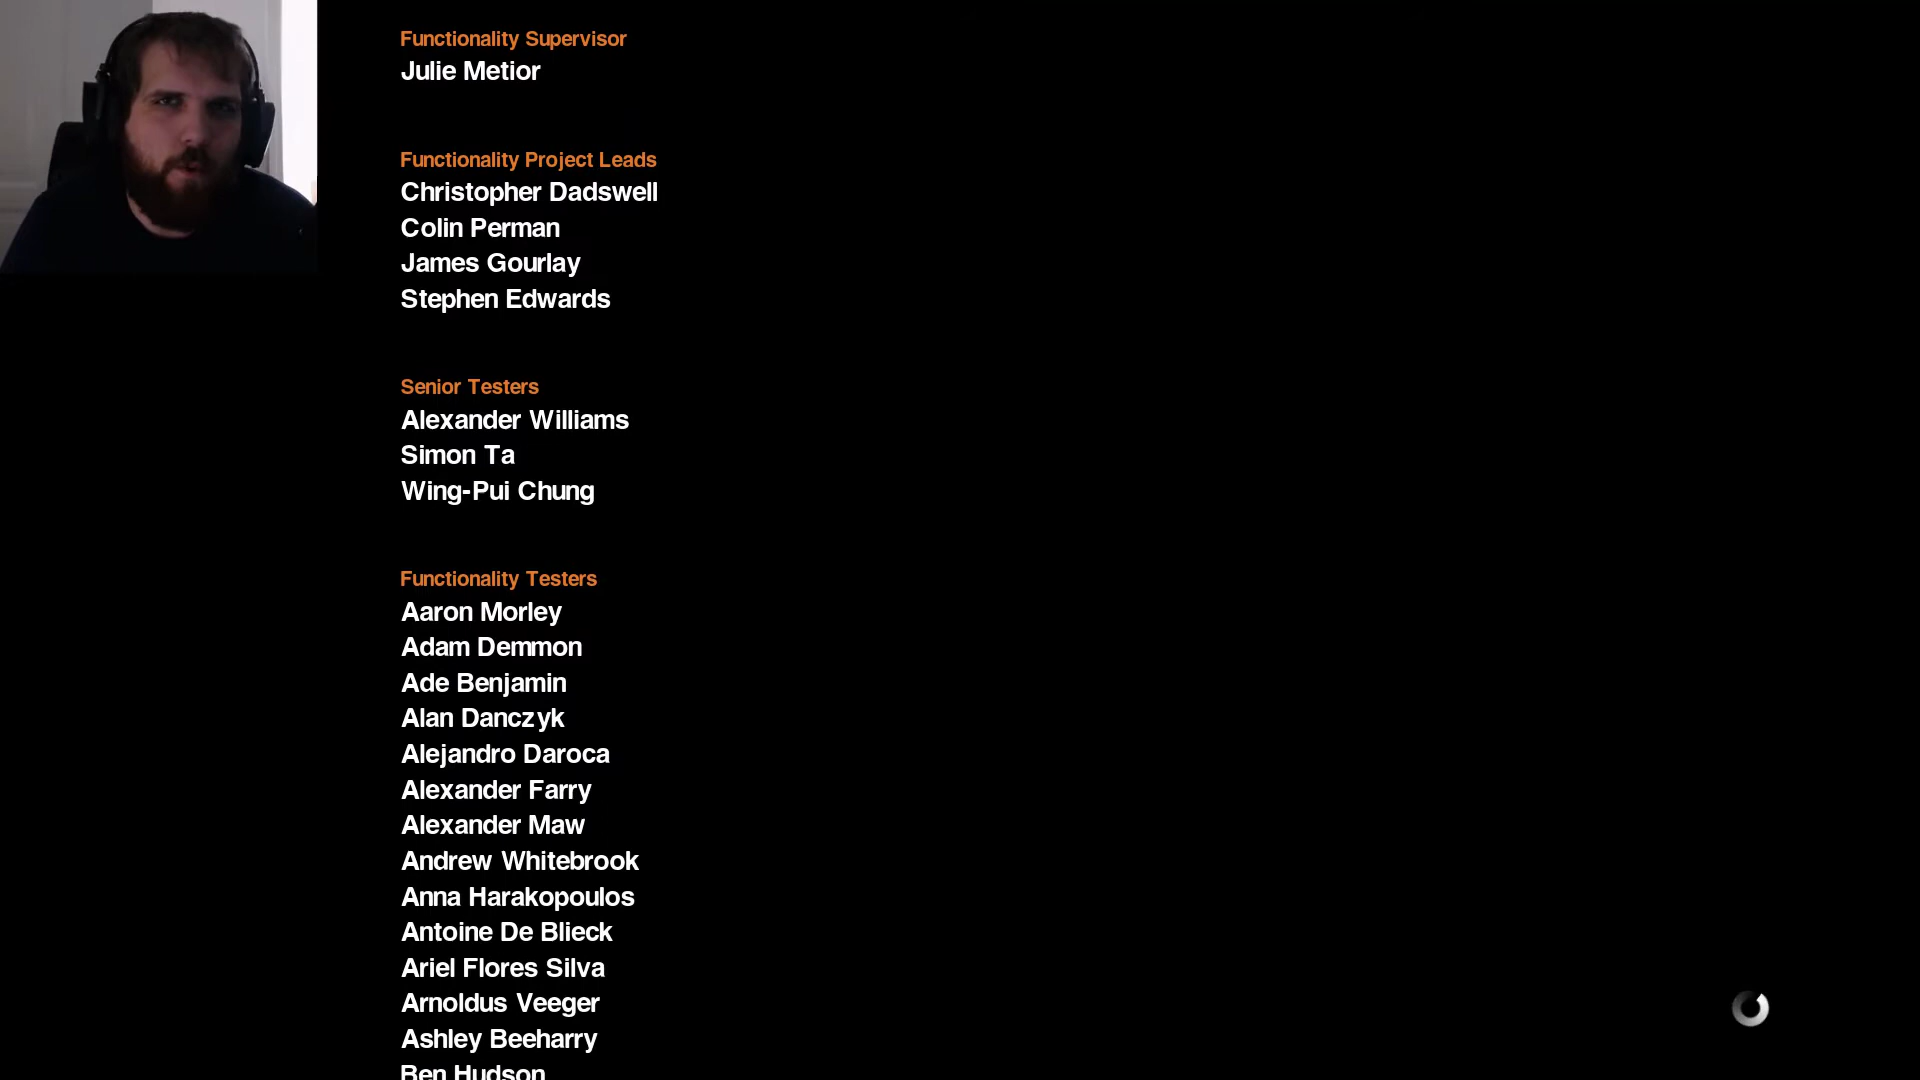 Functionality Supervisor
Julie Metior
Functionality Project Leads
Christopher Dadswell
Colin Perman
James Gourlay
Stephen Edwards
Senior Testers
Alexander Williams
Simon Ta
Wing-Pui Chung
Functionality Testers
Aaron Morley
Adam Demmon
Ade Benjamin
Alan Danczyk
Alejandro Daroca
Alexander Farry
Alexander Maw
Andrew Whitebrook
Anna Harakopoulos
Antoine De Blieck
Ariel Flores Silva
Arnoldus Veeger
Ashley Beeharry
Ben Hudson